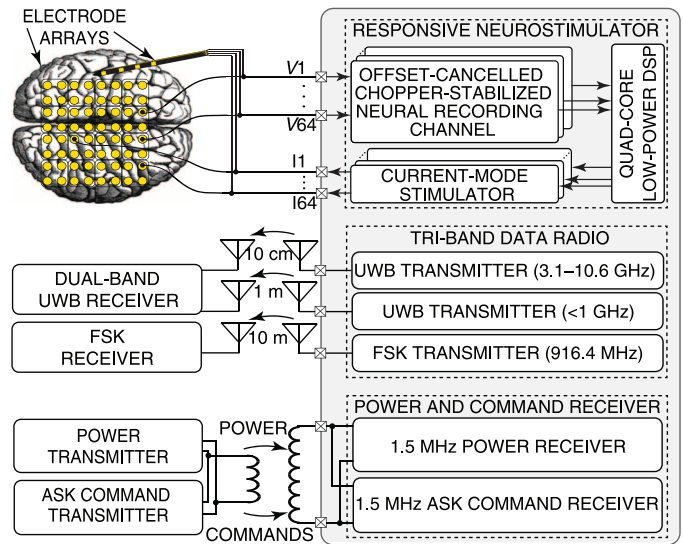 ELECTRODE
ARRAYS
RESPONSIVE NEUROSTIMULATOR
V1
V64
OFFSET-CANCELLED
CHOPPER-STABILIZED
NEURAL RECORDING
CHANNEL
QUAD-CORE
LOW-POWER DSP
I1
I64
CURRENT-MODE
STIMULATOR
TRI-BAND DATA RADIO
DUAL-BAND
UWB RECEIVER
10 cm
UWB TRANSMITTER (3.1–10.6 GHz)
1 m
UWB TRANSMITTER (<1 GHz)
FSK
RECEIVER
10 m
FSK TRANSMITTER (916.4 MHz)
POWER AND COMMAND RECEIVER
POWER
TRANSMITTER
POWER
1.5 MHz POWER RECEIVER
ASK COMMAND
TRANSMITTER
COMMANDS
1.5 MHz ASK COMMAND RECEIVER